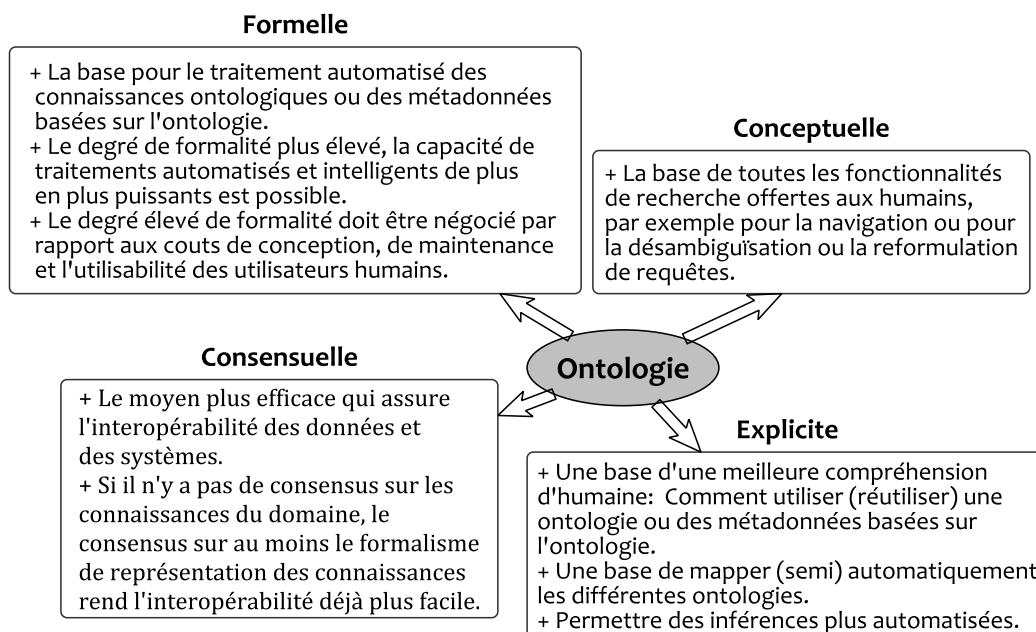 Formelle
+ La base pour le traitement automatisé des
connaissances ontologiques ou des métadonnées
basées sur l'ontologie.
+ Le degré de formalité plus élevé, la capacité de
traitements automatisés et intelligents de plus
en plus puissants est possible.
+ Le degré élevé de formalité doit être négocié par
rapport aux couts de conception, de maintenance
et l'utilisabilité des utilisateurs humains.
Conceptuelle
+ La base de toutes les fonctionnalités
de recherche offertes aux humains,
par exemple pour la navigation ou pour
la désambiguïsation ou la reformulation
de requêtes.
Ontologie
Consensuelle
+ Le moyen plus efficace qui assure
l'interopérabilité des données et
des systèmes.
+ Si il n'y a pas de consensus sur les
connaissances du domaine, le
consensus sur au moins le formalisme
de représentation des connaissances
rend l'interopérabilité déjà plus facile.
Explicite
+ Une base d'une meilleure compréhension
d'humaine: Comment utiliser (réutiliser) une
ontologie ou des métadonnées basées sur
l'ontologie.
+ Une base de mapper (semi) automatiquement
les différentes ontologies.
+ Permettre des inférences plus automatisées.